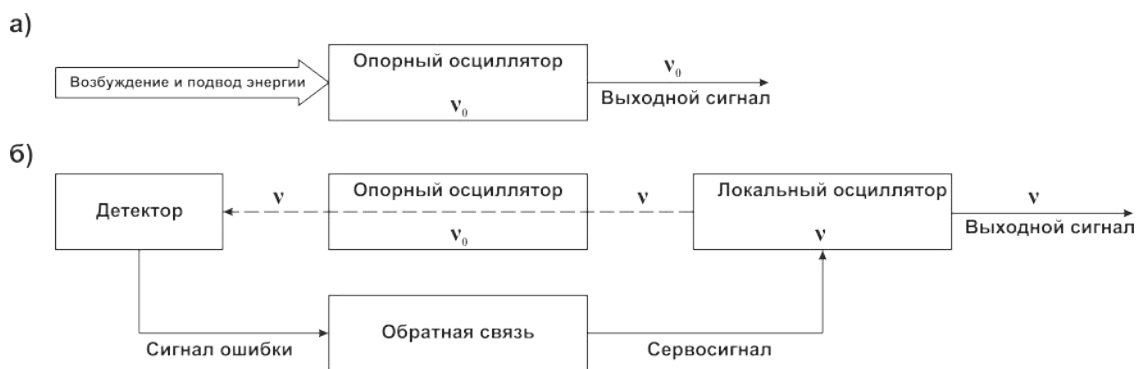 а)
Опорный осциллятор
Возбуждение и подвод энергии
ν₀
ν₀
Выходной сигнал
б)
Детектор
ν
Опорный осциллятор
ν₀
ν
Локальный осциллятор
ν
ν
Выходной сигнал
Сигнал ошибки
Обратная связь
Сервосигнал